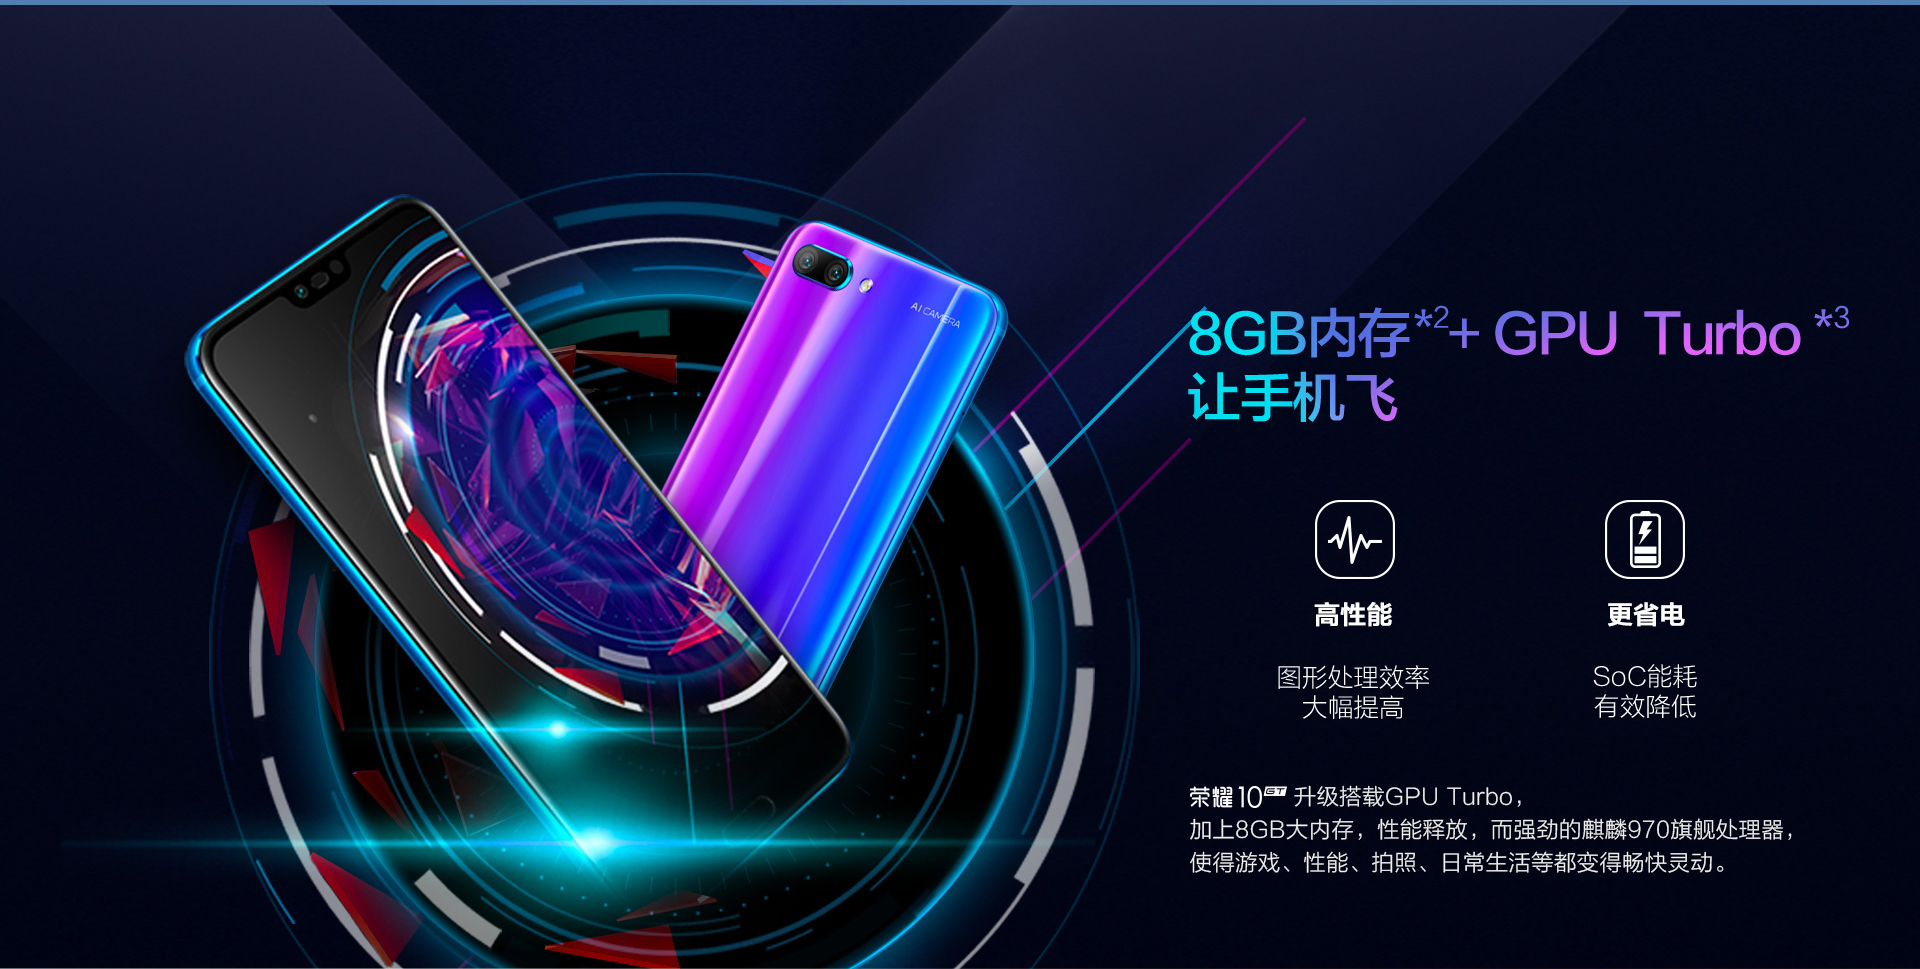 AI CAMERA
8GB内存*2+ GPU Turbo*3
让手机飞
高性能
更省电
图形处理效率
大幅提高
SoC能耗
有效降低
荣耀10GT 升级搭载GPU Turbo，
加上8GB大内存，性能释放，而强劲的麒麟970旗舰处理器，
使得游戏、性能、拍照、日常生活等都变得畅快灵动。